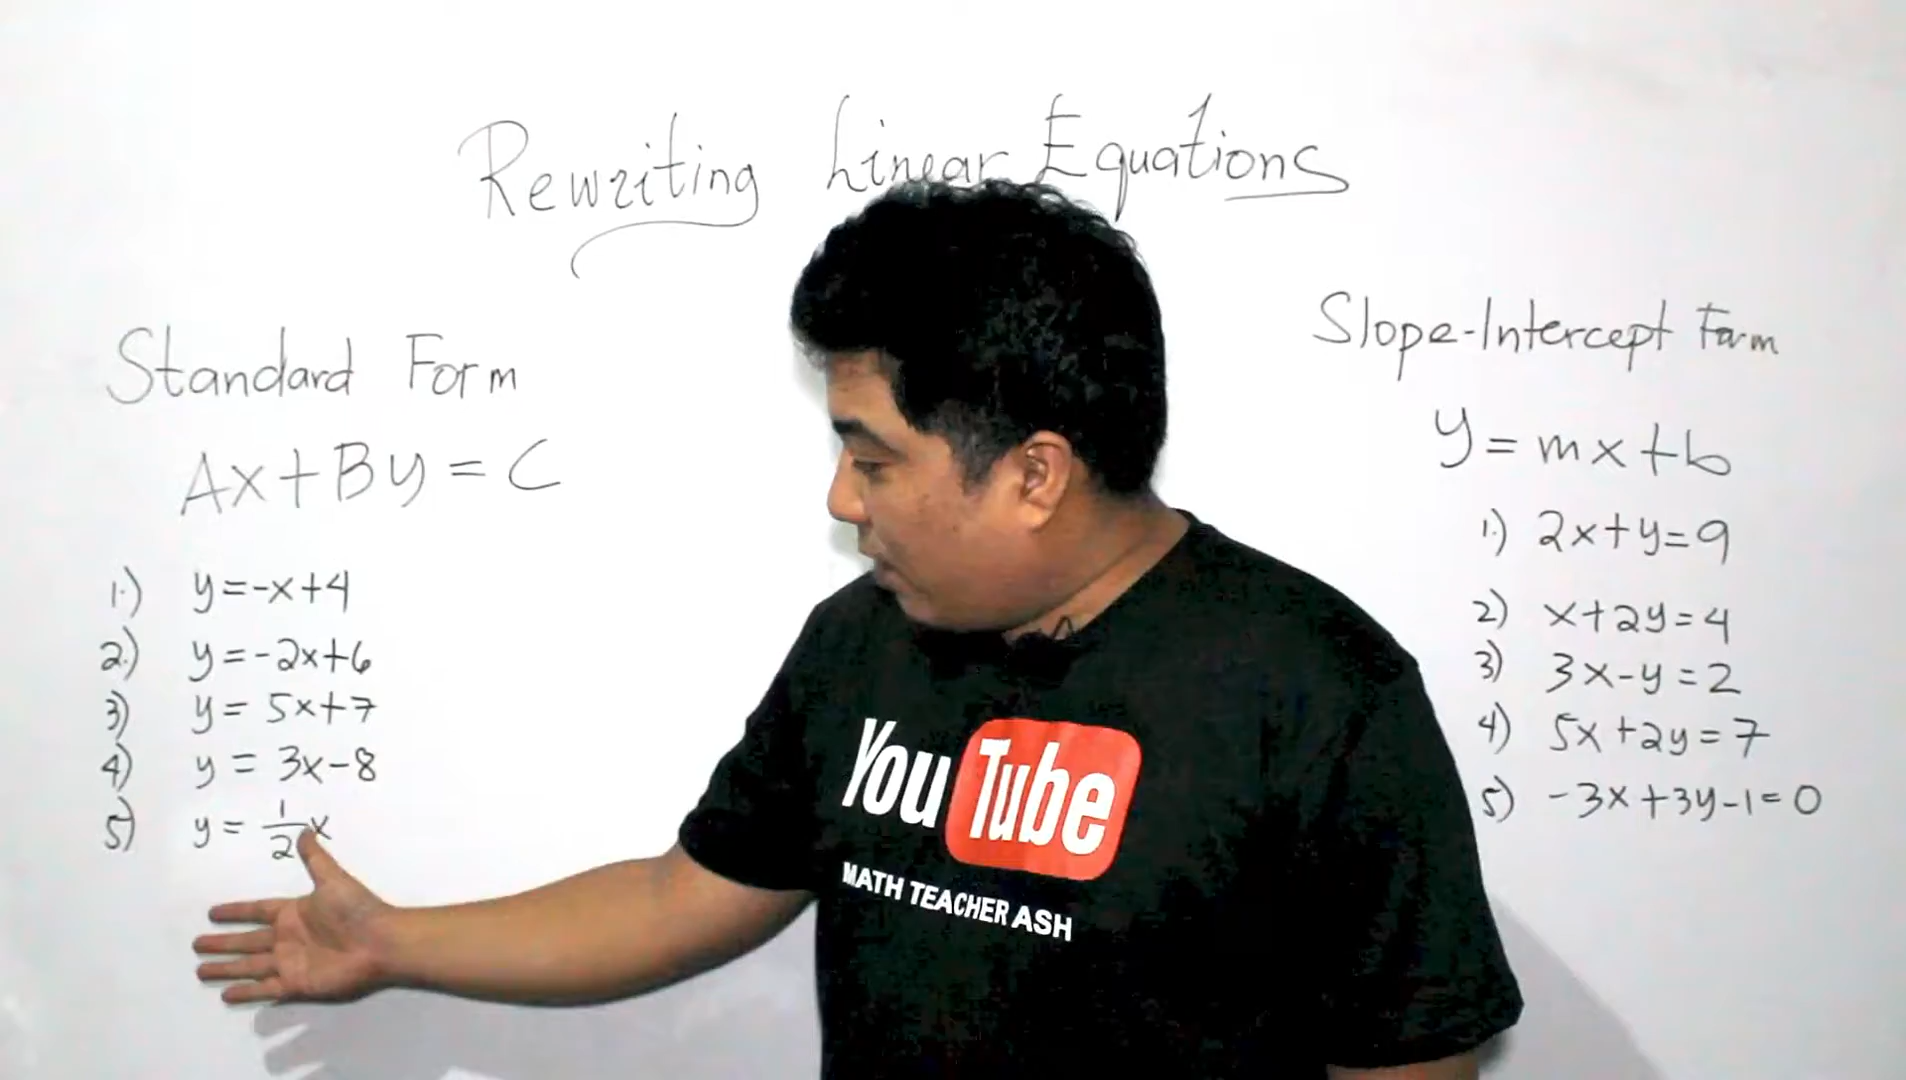 Rewriting Linear Equations
Standard Form
Ax+By=C
1.) y=-x+4
2.) y=-2x+6
3) y=5x+7
4) y=3x-8
5) y=1/2x
Slope-Intercept Form
y=mx+b
1.) 2x+y=9
2) x+2y=4
3) 3x-y=2
4) 5x+2y=7
5) -3x+3y-1=0
YouTube
MATH TEACHER ASH